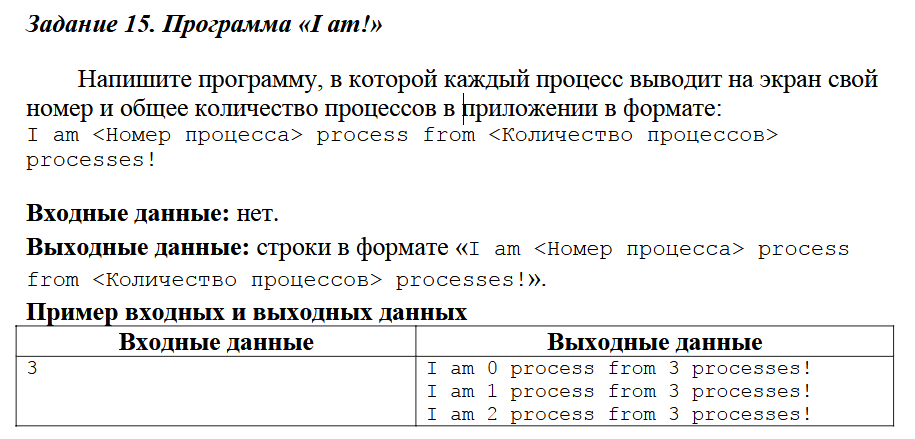 Задание 15. Программа «I am!»
Напишите программу, в которой каждый процесс выводит на экран свой
номер и общее количество процессов в приложении в формате:
I am <Номер процесса> process from <Количество процессов>
processes!
Входные данные: нет.
Выходные данные: строки в формате «I am <Номер процесса> process
from <Количество процессов> processes!».
Пример входных и выходных данных
Входные данные Выходные данные
3 I am 0 process from 3 processes!
I am 1 process from 3 processes!
I am 2 process from 3 processes!